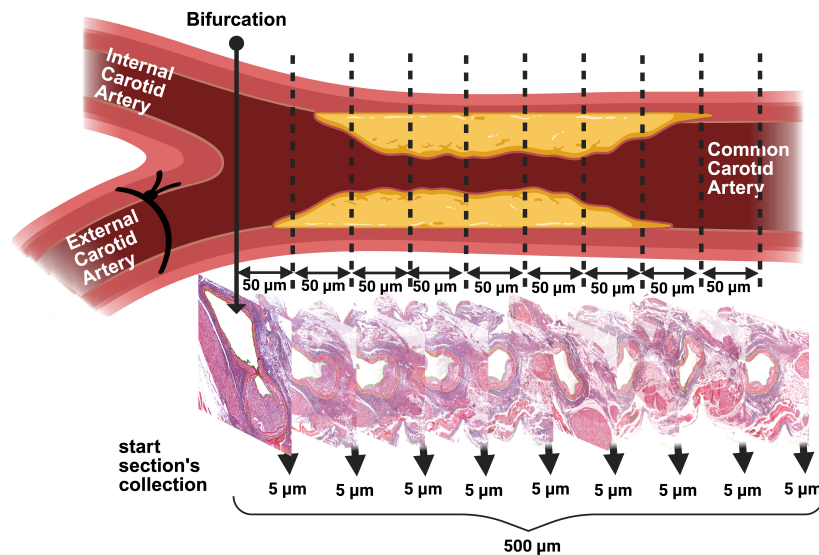 Bifurcation
Internal
Carotid
Artery
Common
Carotid
Artery
External
Carotid
Artery
50 µm 50 µm 50 µm 50 µm 50 µm 50 µm 50 µm 50 µm 50 µm
start
section's
collection
5 µm 5 µm 5 µm 5 µm 5 µm 5 µm 5 µm 5 µm 5 µm
500 µm